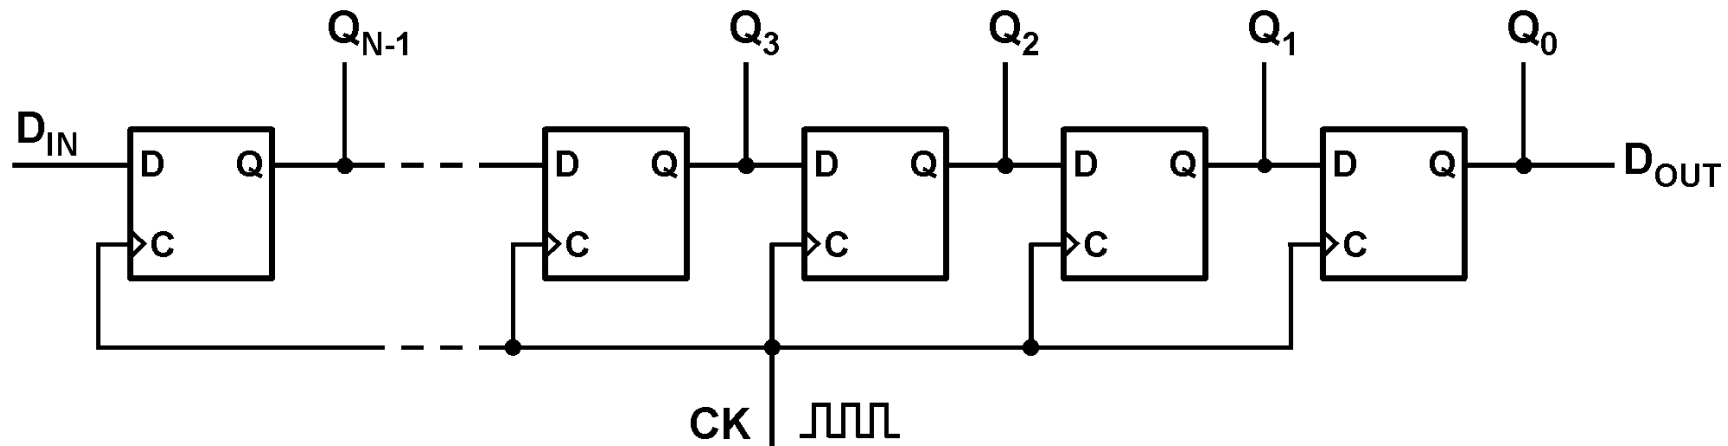 Q_{N-1} Q_3 Q_2 Q_1 Q_0
D_{IN} D Q D Q D Q D Q D Q D_{OUT}
C C C C C
CK